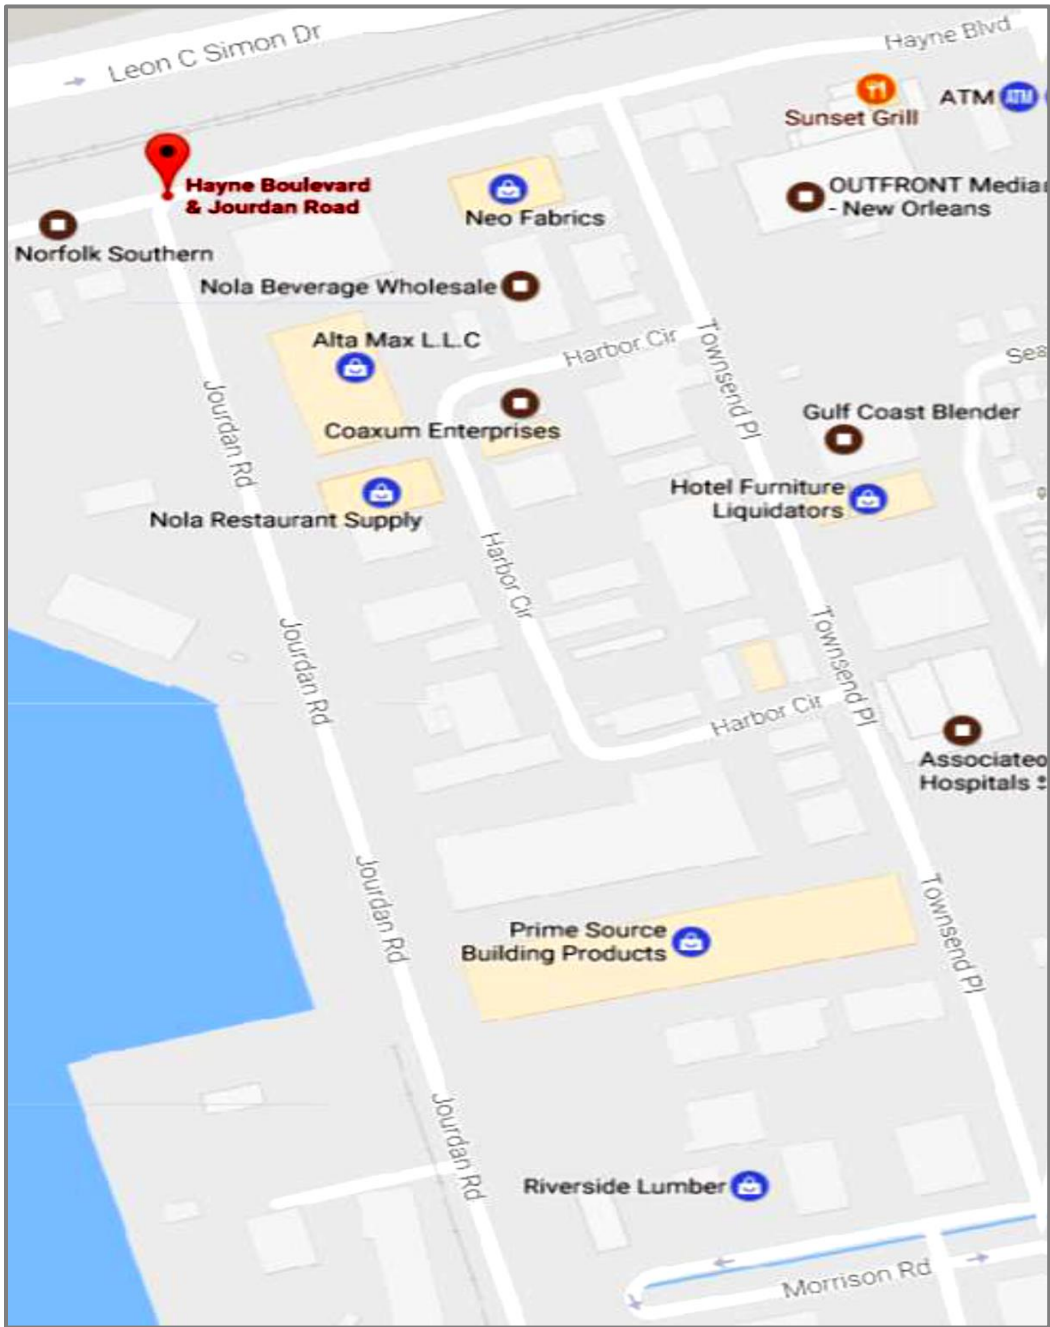 Leon C Simon Dr
Hayne Blvd
Sunset Grill
ATM
ATM
Hayne Boulevard
& Jourdan Road
Neo Fabrics
OUTFRONT Media
- New Orleans
Norfolk Southern
Nola Beverage Wholesale
Alta Max L.L.C
Harbor Cir
Townsend Pl
Sea
Jourdan Rd
Coaxum Enterprises
Gulf Coast Blender
Hotel Furniture
Liquidators
Nola Restaurant Supply
Harbor Cir
Jourdan Rd
Townsend Pl
Harbor Cir
Associated
Hospitals
Jourdan Rd
Townsend Pl
Prime Source
Building Products
Jourdan Rd
Riverside Lumber
Morrison Rd